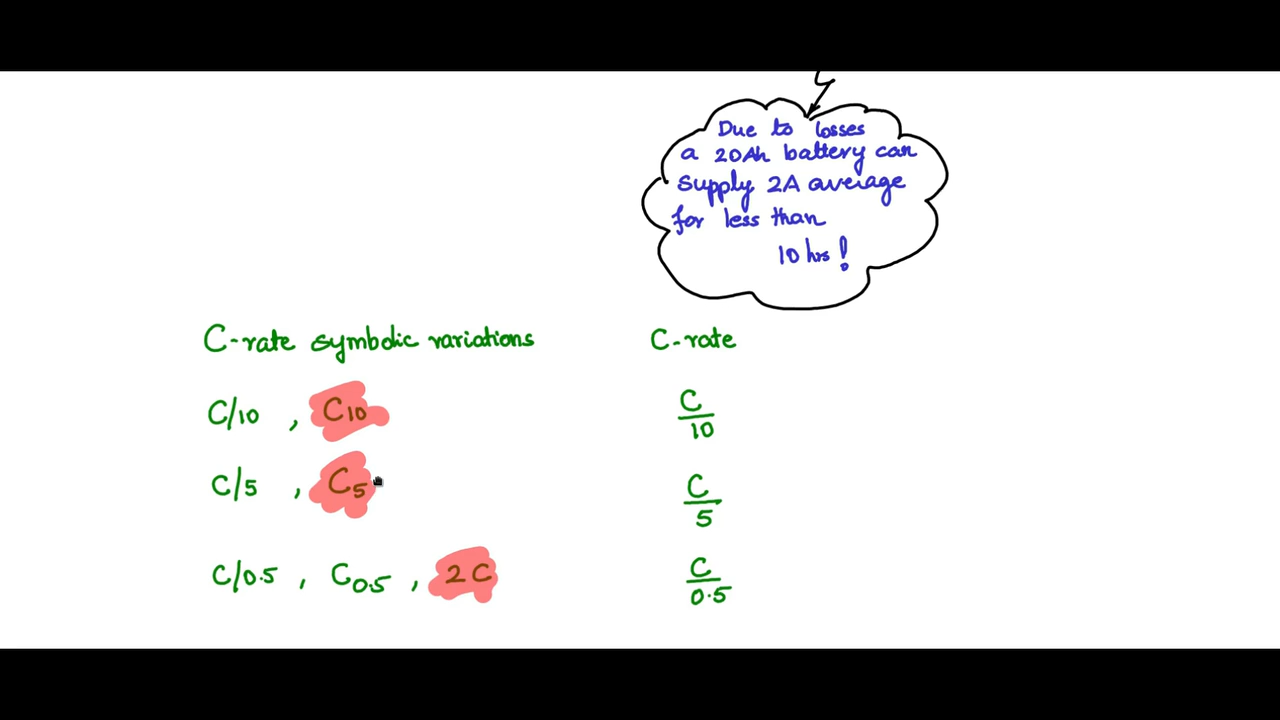 Due to losses
a 20Ah battery can
supply 2A average
for less than
10 hrs!
C-rate symbolic variations
C-rate
C/10 , C10
C/10
C/5 , C5
C/5
C/0.5 , C0.5 , 2C
C/0.5